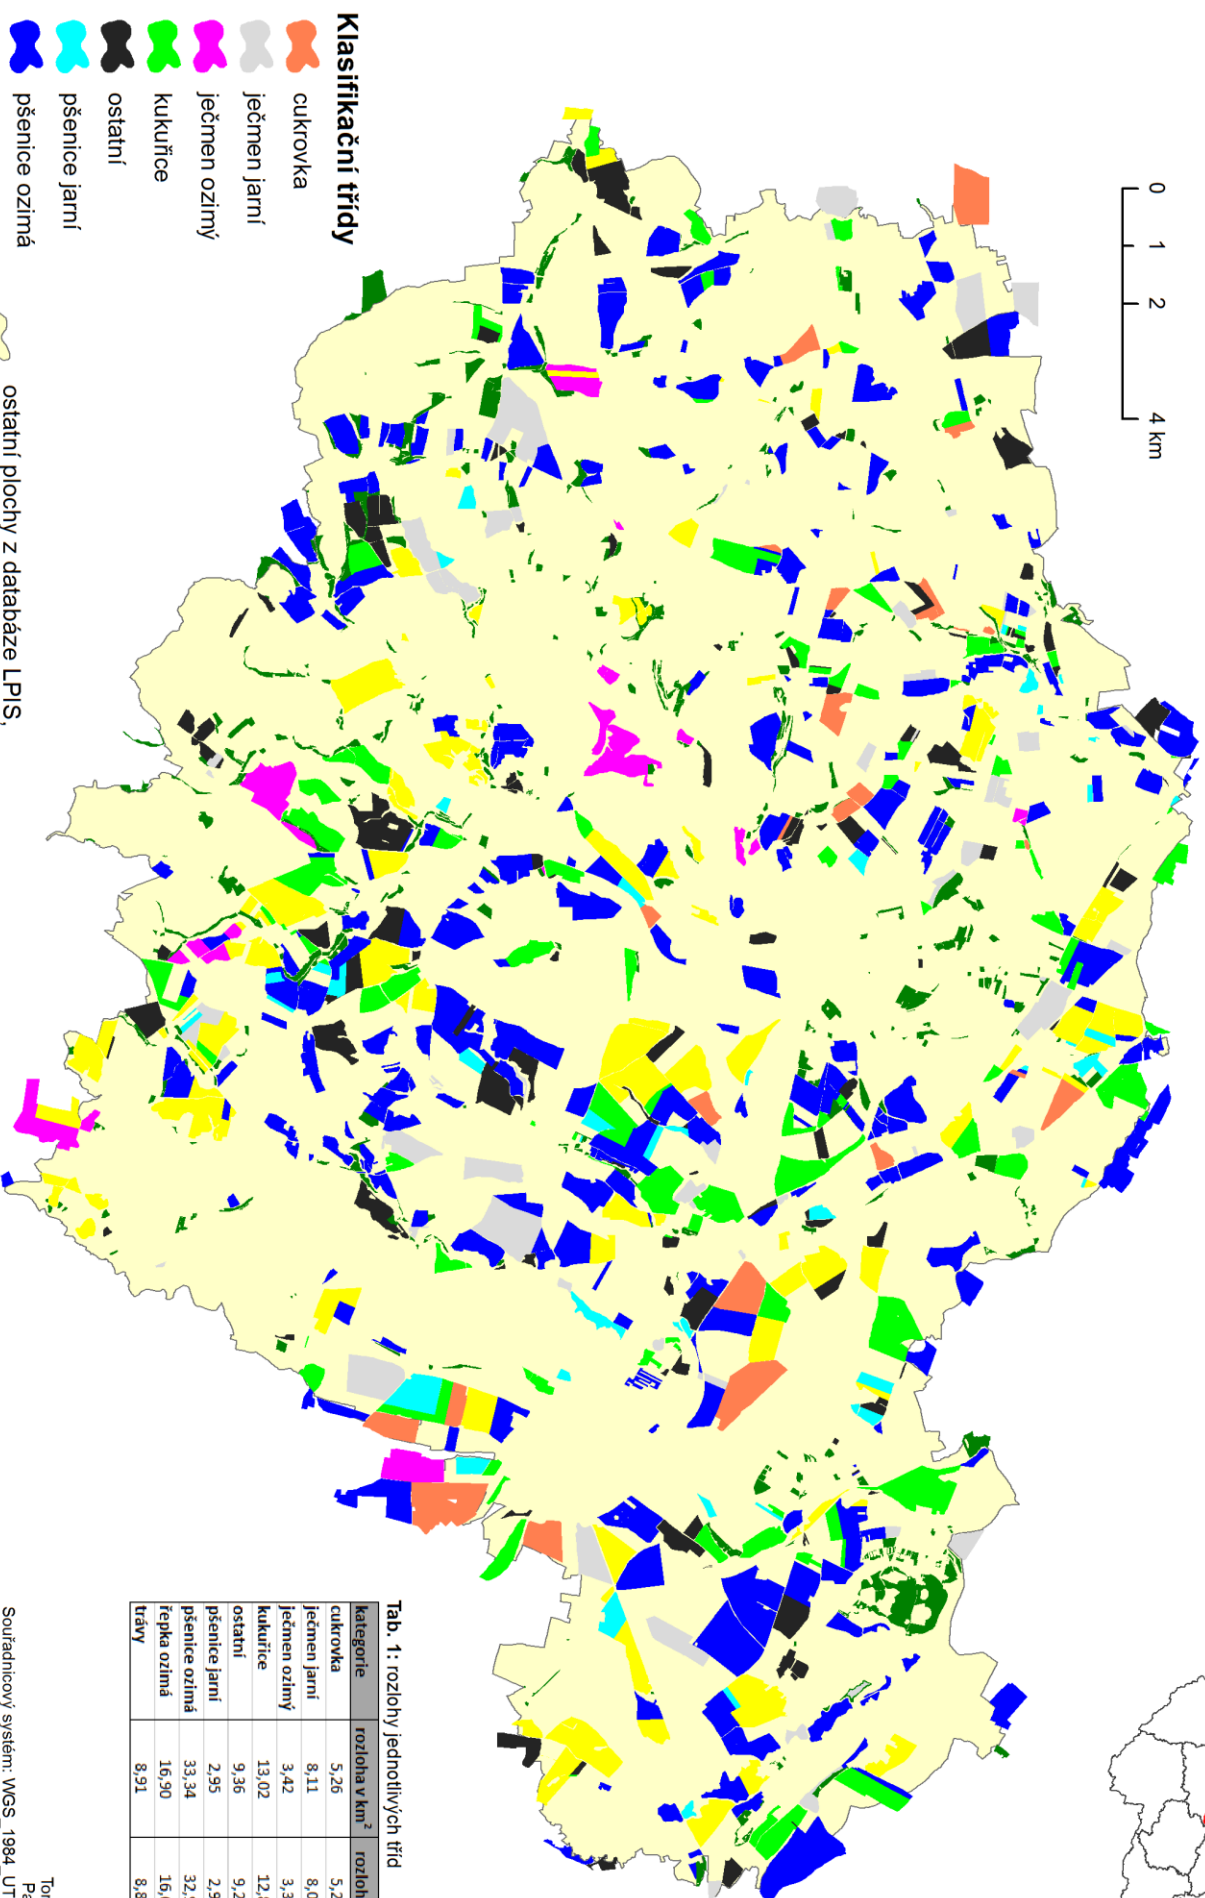 0 1 2 4 km
Klasifikační třídy
cukrovka
ječmen jarní
ječmen ozimý
kukuřice
ostatní
pšenice jarní
pšenice ozimá
ostatní plochy z databáze LPIS,
Tab. 1: rozlohy jednotlivých tříd
kategorie rozloha v km²
cukrovka 5,26
ječmen jarní 8,11
ječmen ozimý 3,42
kukuřice 13,02
ostatní 9,36
pšenice jarní 2,95
pšenice ozimá 33,34
řepka ozimá 16,90
trávy 8,91
Souřadnicový systém: WGS_1984_UT